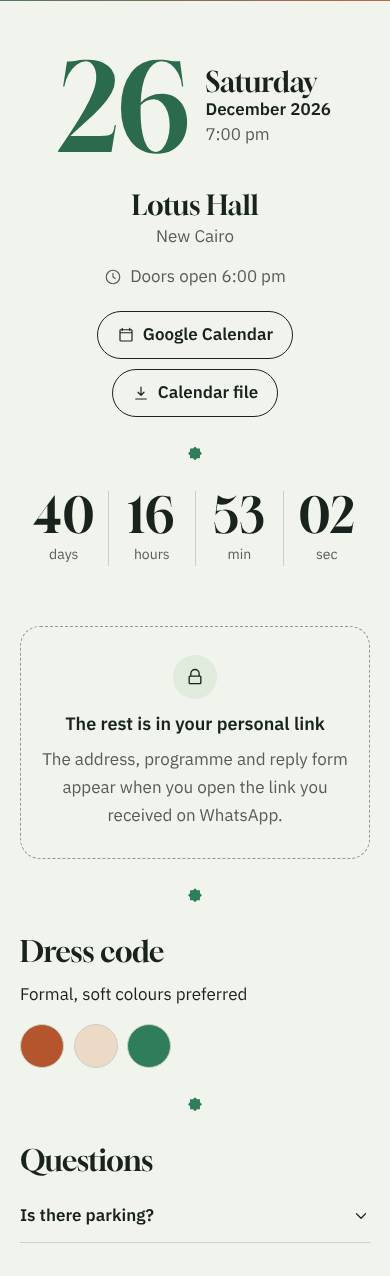 26
Saturday
December 2026
7:00 pm
Lotus Hall
New Cairo
Doors open 6:00 pm
Google Calendar
Calendar file
40 16 53 02
days hours min sec
The rest is in your personal link
The address, programme and reply form
appear when you open the link you
received on WhatsApp.
Dress code
Formal, soft colours preferred
Questions
Is there parking?